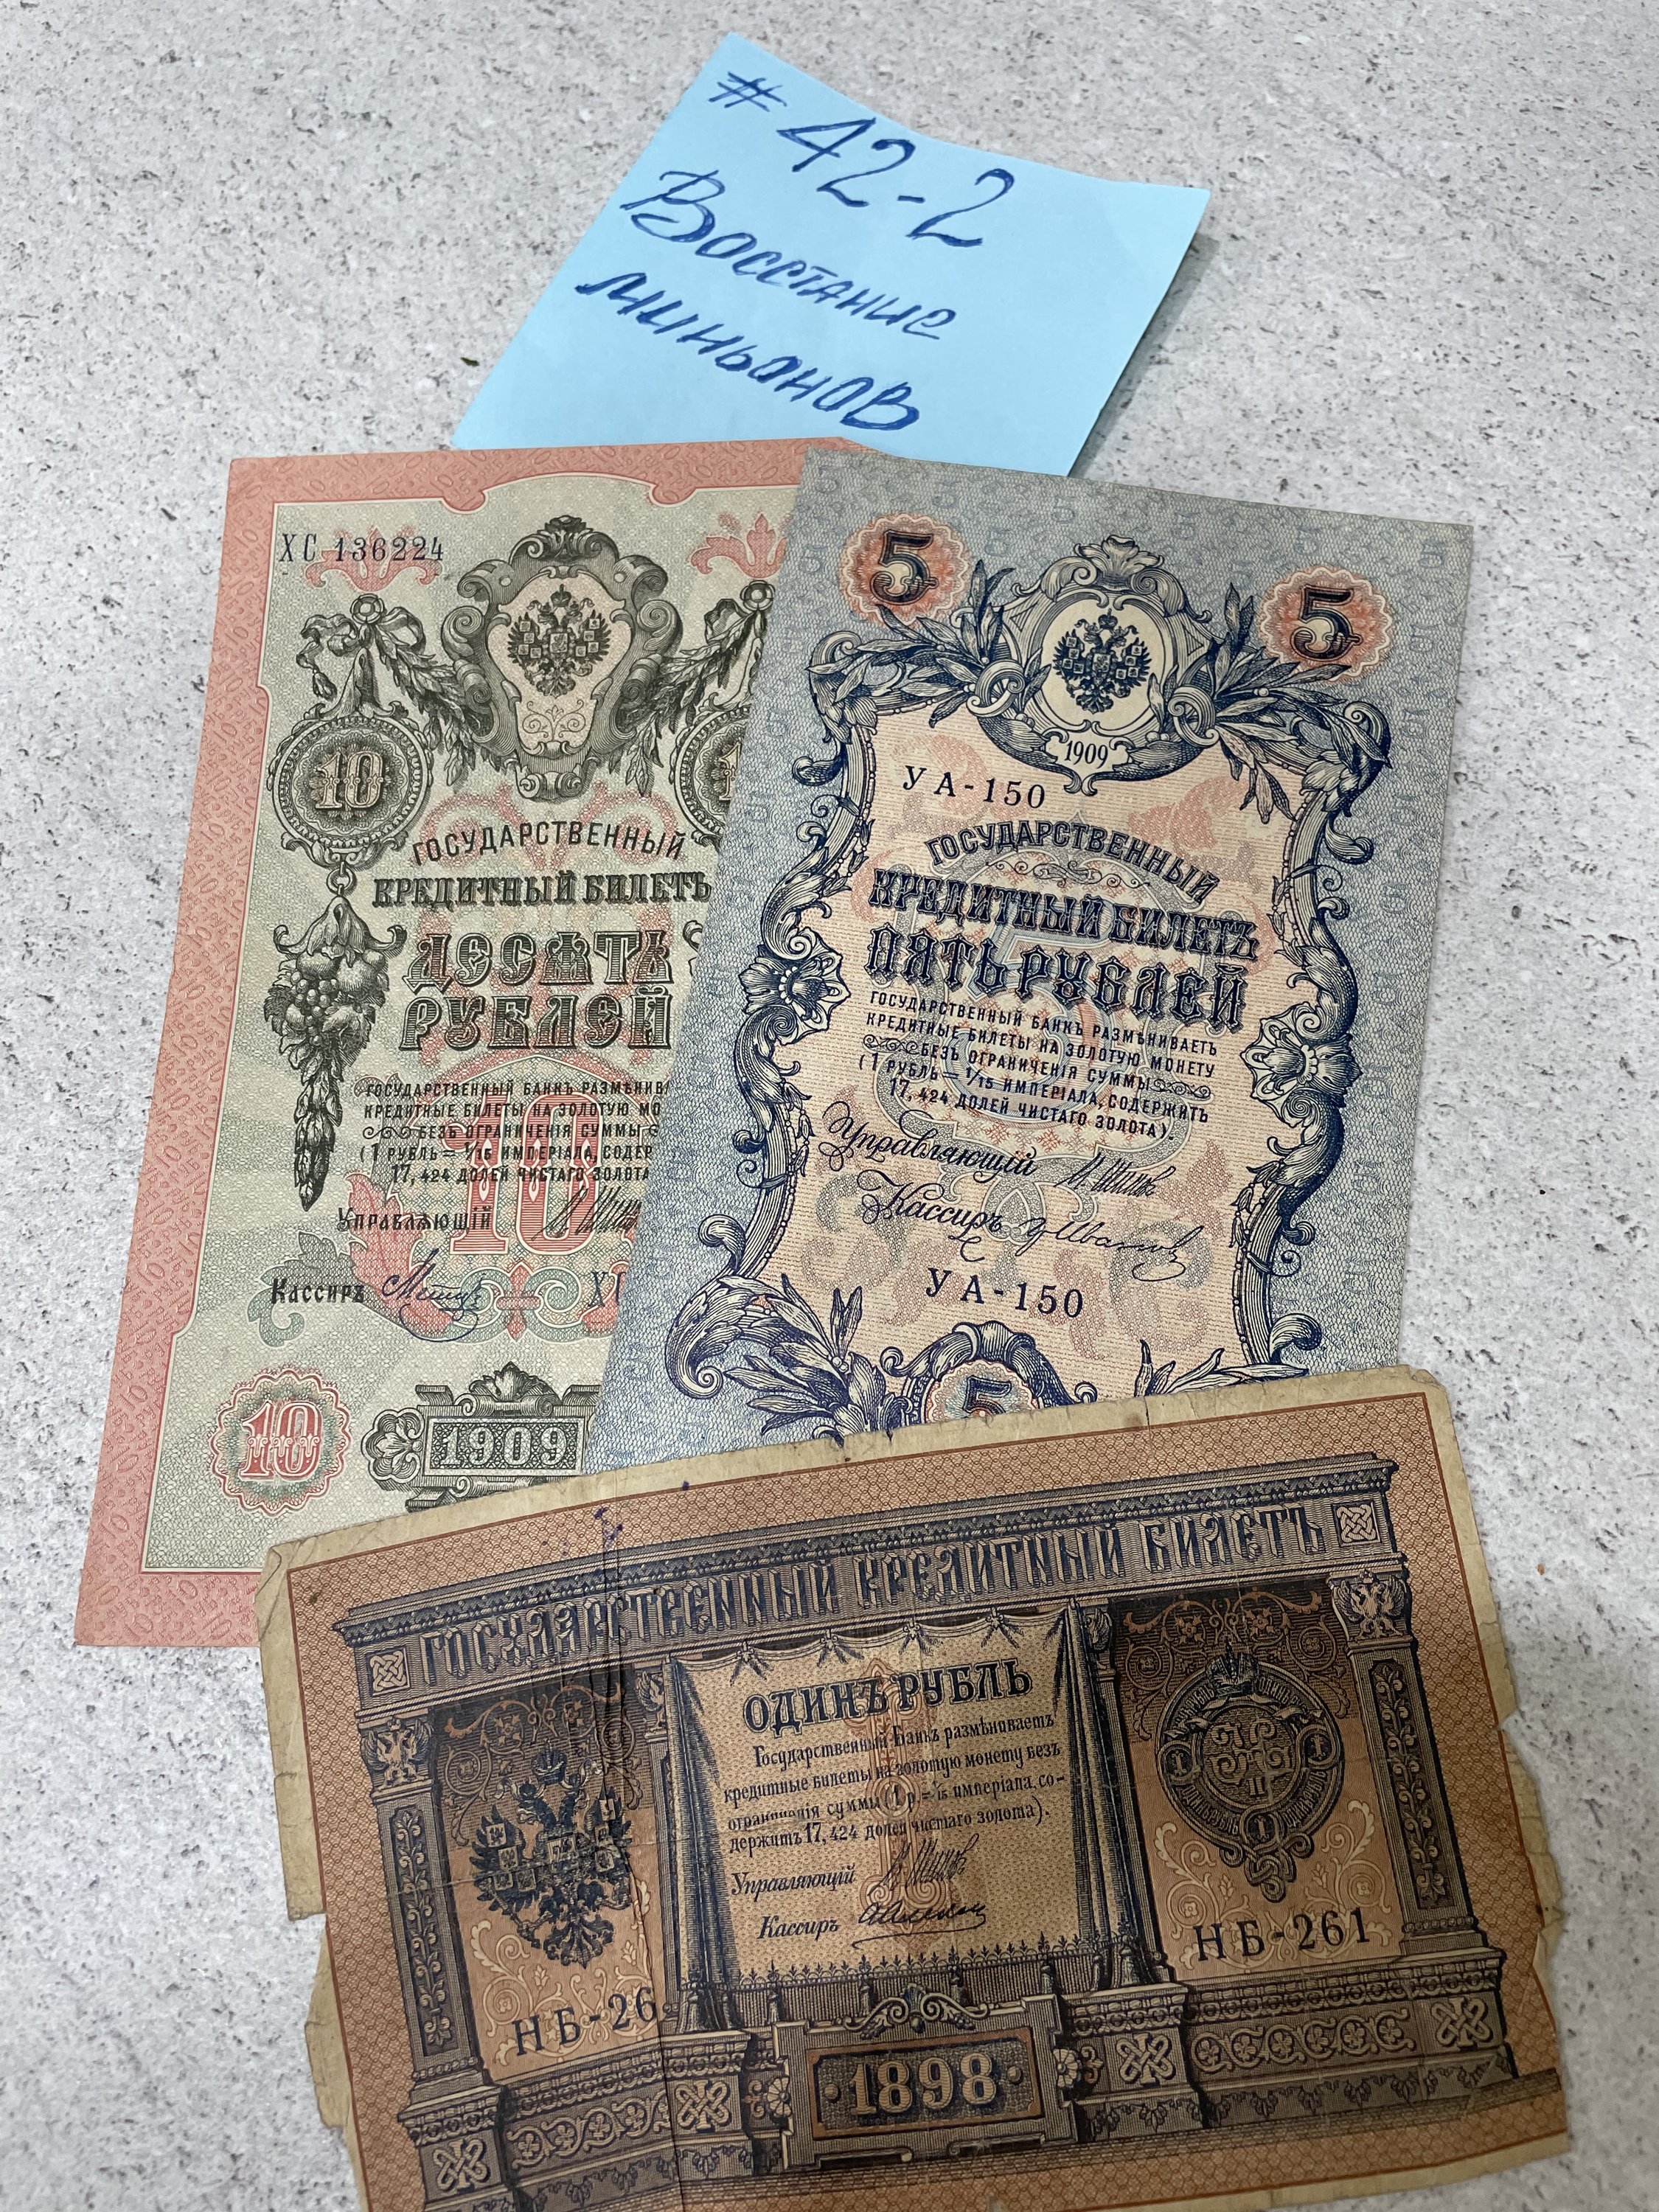 #42-2
Восстание
миньонов
ХС 136224
10
ГОСУДАРСТВЕННЫЙ
КРЕДИТНЫЙ БИЛЕТЪ
ДЕСЯТЬ
РУБЛЕЙ
ГОСУДАРСТВЕННЫЙ БАНКЪ РАЗМѢНИВ
КРЕДИТНЫЕ БИЛЕТЫ НА ЗОЛОТУЮ МО
БЕЗЪ ОГРАНИЧЕНІЯ СУММЫ
(1 РУБЛЬ = 1/15 ИМПЕРІАЛА, СОДЕР
17,424 ДОЛЕЙ ЧИСТАГО ЗОЛОТА
10
УПРАВЛЯЮЩІЙ
КАССИРЪ
10
1909
5
5
1909
УА-150
ГОСУДАРСТВЕННЫЙ
КРЕДИТНЫЙ БИЛЕТЪ
ПЯТЬ РУБЛЕЙ
ГОСУДАРСТВЕННЫЙ БАНКЪ РАЗМѢНИВАЕТЪ
КРЕДИТНЫЕ БИЛЕТЫ НА ЗОЛОТУЮ МОНЕТУ
БЕЗЪ ОГРАНИЧЕНІЯ СУММЫ
(1 РУБЛЬ = 1/15 ИМПЕРІАЛА, СОДЕРЖИТЪ
17,424 ДОЛЕЙ ЧИСТАГО ЗОЛОТА).
Управляющій
Кассиръ
УА-150
5
ГОСУДАРСТВЕННЫЙ КРЕДИТНЫЙ БИЛЕТЪ
ОДИНЪ РУБЛЬ
Государственный Банкъ размѣниваетъ
кредитные билеты на золотую монету безъ
ограниченія суммы (1 р. = 1/15 имперіала, со-
держитъ 17,424 долей чистаго золота).
Управляющій
Кассиръ
НБ-261
НБ-26
1898